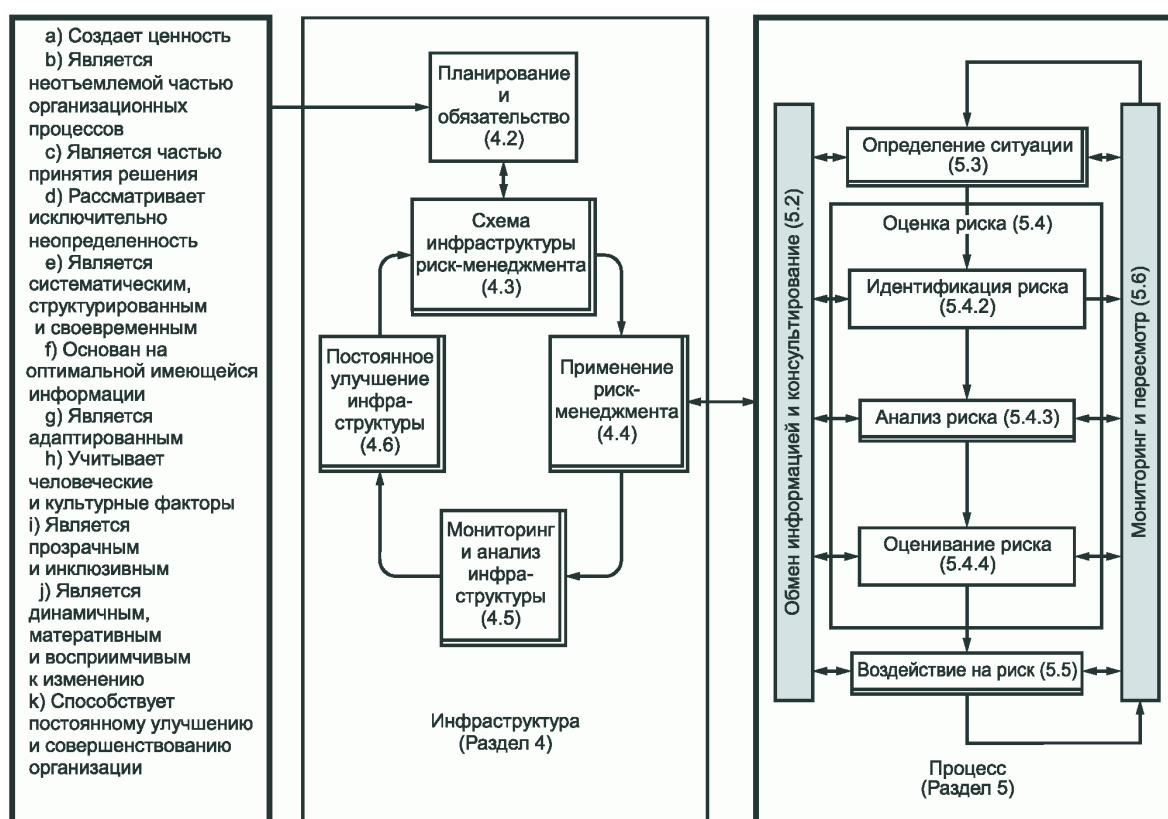 a) Создает ценность
b) Является
неотъемлемой частью
организационных
процессов
c) Является частью
принятия решения
d) Рассматривает
исключительно
неопределенность
e) Является
систематическим,
структурированным
и своевременным
f) Основан на
оптимальной имеющейся
информации
g) Является
адаптированным
h) Учитывает
человеческие
и культурные факторы
i) Является
прозрачным
и инклюзивным
j) Является
динамичным,
матеративным
и восприимчивым
к изменению
k) Способствует
постоянному улучшению
и совершенствованию
организации
Планирование
и
обязательство
(4.2)
Схема
инфраструктуры
риск-менеджмента
(4.3)
Постоянное
улучшение
инфра-
структуры
(4.6)
Применение
риск-
менеджмента
(4.4)
Мониторинг
и анализ
инфра-
структуры
(4.5)
Инфраструктура
(Раздел 4)
Обмен информацией и консультирование (5.2)
Определение ситуации
(5.3)
Оценка риска (5.4)
Идентификация риска
(5.4.2)
Анализ риска (5.4.3)
Оценивание риска
(5.4.4)
Воздействие на риск (5.5)
Мониторинг и пересмотр (5.6)
Процесс
(Раздел 5)